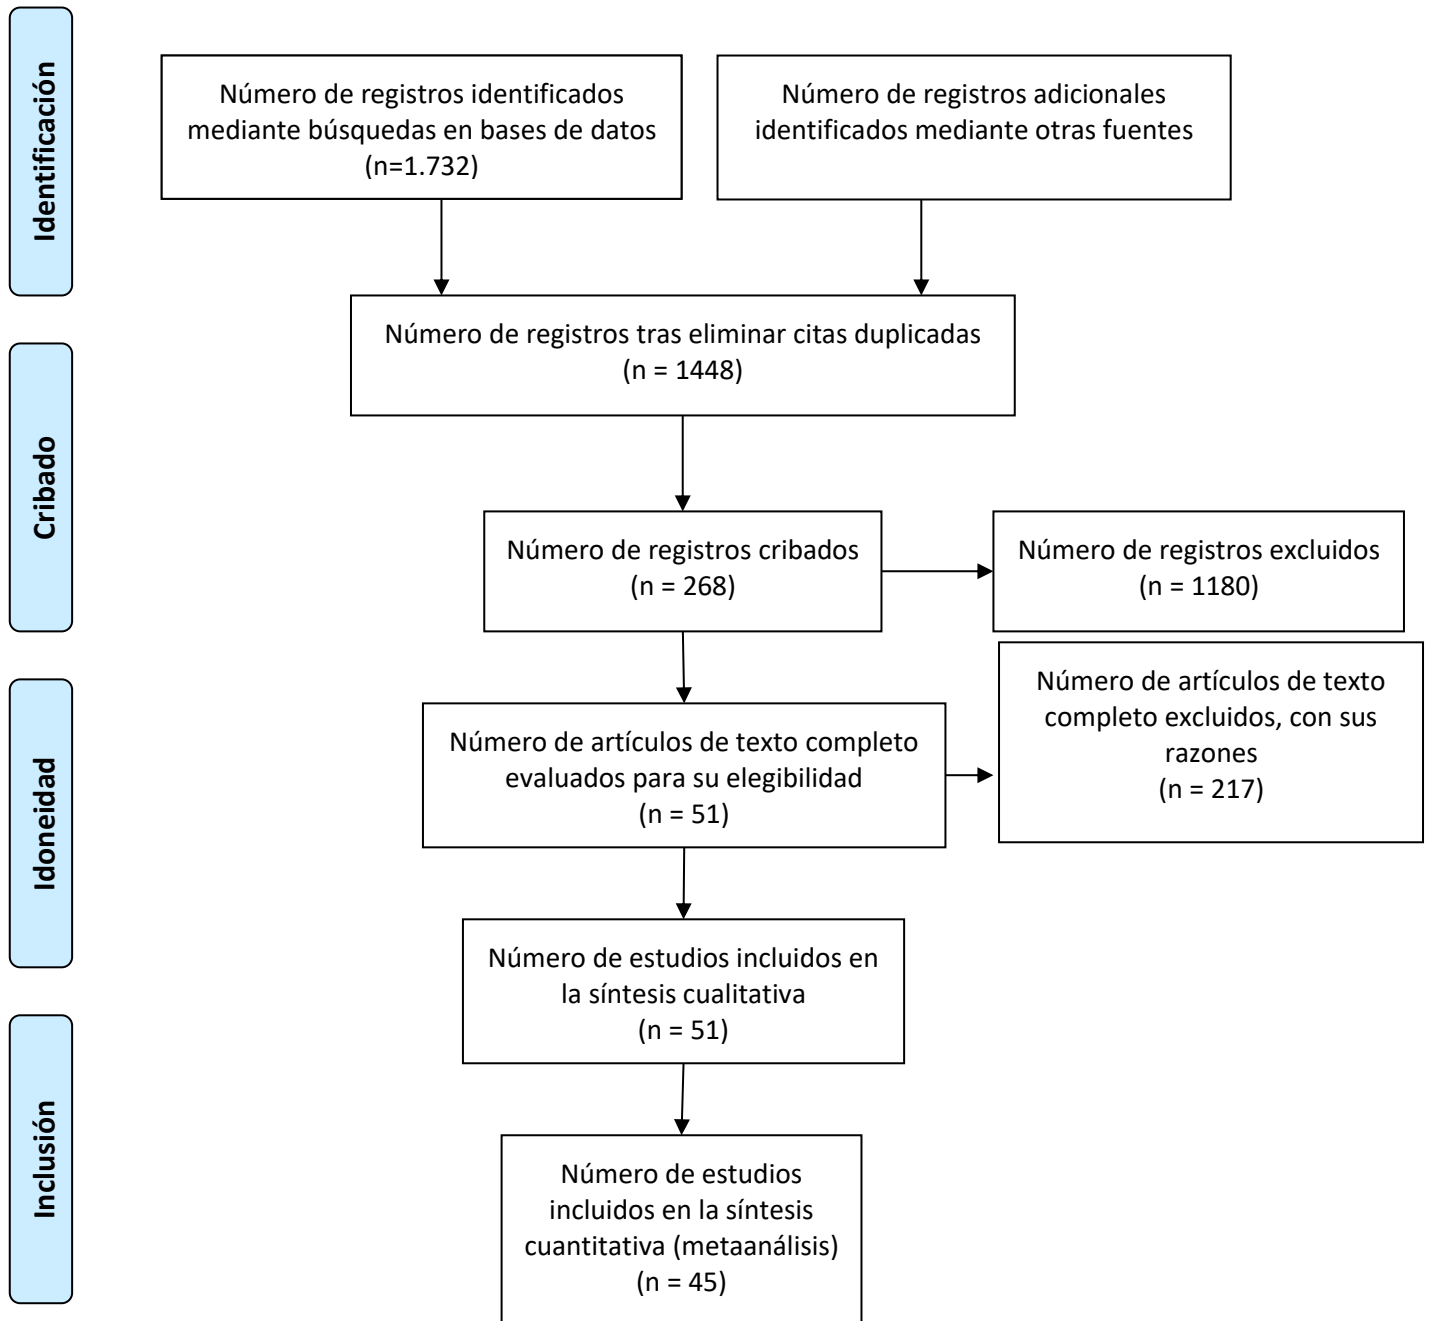 Identificación
Número de registros identificados
mediante búsquedas en bases de datos
(n=1.732)
Número de registros adicionales
identificados mediante otras fuentes
Número de registros tras eliminar citas duplicadas
(n = 1448)
Cribado
Número de registros cribados
(n = 268)
Número de registros excluidos
(n = 1180)
Idoneidad
Número de artículos de texto completo
evaluados para su elegibilidad
(n = 51)
Número de artículos de texto
completo excluidos, con sus
razones
(n = 217)
Número de estudios incluidos en
la síntesis cualitativa
(n = 51)
Inclusión
Número de estudios
incluidos en la síntesis
cuantitativa (metaanálisis)
(n = 45)